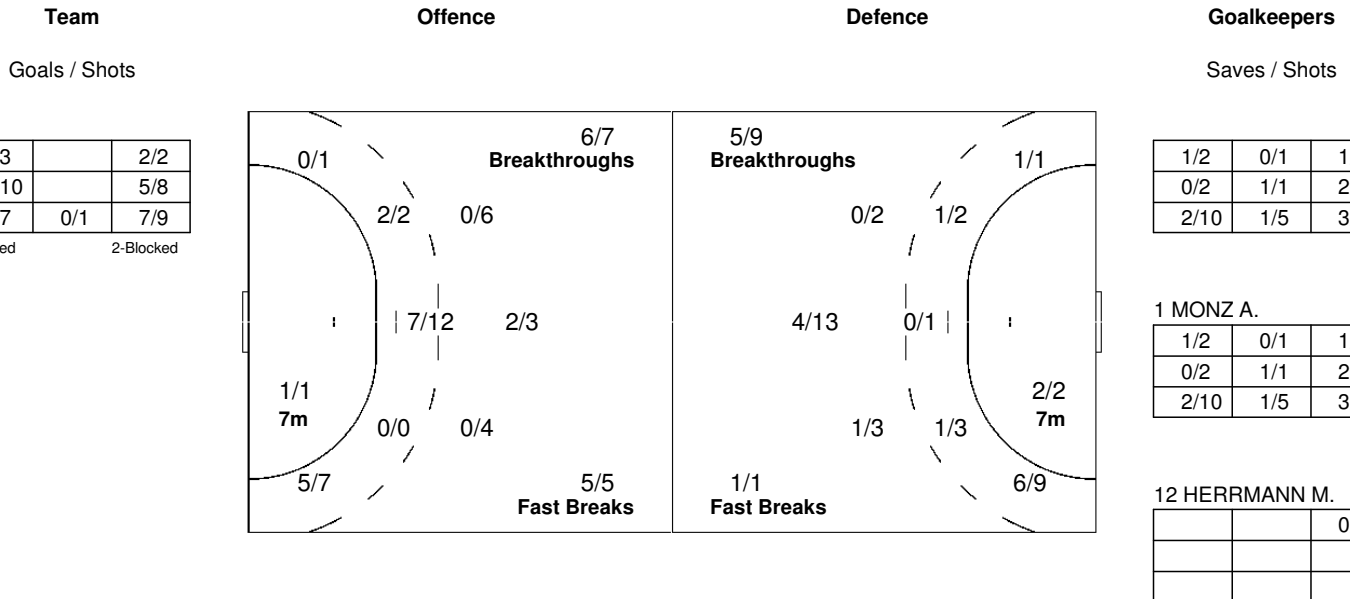 Team Offence Defence Goalkeepers
Goals / Shots Saves / Shots
6/7 5/9
Breakthroughs Breakthroughs
3 2/2 0/1 1/1 1/2 0/1 1
10 5/8 0/2 1/1 2
7 0/1 7/9 2/2 0/6 0/2 1/2 2/10 1/5 3
ed 2-Blocked
1 MONZ A.
7/12 2/3 4/13 0/1 1/2 0/1 1
0/2 1/1 2
1/1 2/2 2/10 1/5 3
7m 7m
0/0 0/4 1/3 1/3
5/7 5/5 1/1 6/9
Fast Breaks Fast Breaks
12 HERRMANN M.
0